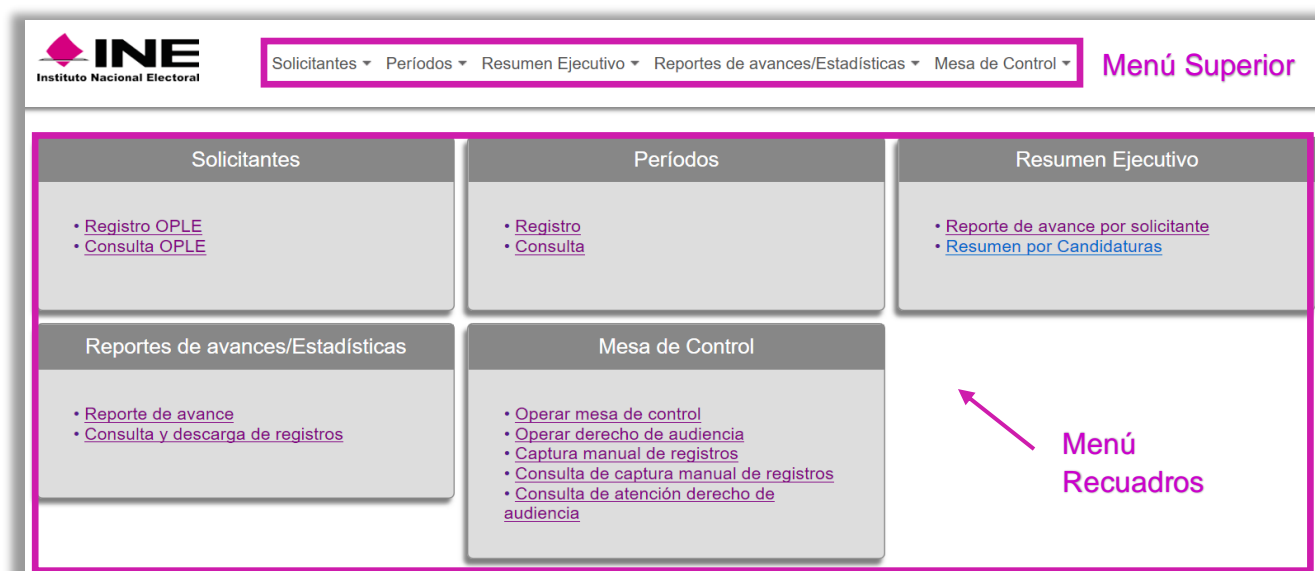 INE
Instituto Nacional Electoral
Solicitantes Períodos Resumen Ejecutivo Reportes de avances/Estadísticas Mesa de Control
Menú Superior
Solicitantes
• Registro OPLE
• Consulta OPLE
Períodos
• Registro
• Consulta
Resumen Ejecutivo
• Reporte de avance por solicitante
• Resumen por Candidaturas
Reportes de avances/Estadísticas
• Reporte de avance
• Consulta y descarga de registros
Mesa de Control
• Operar mesa de control
• Operar derecho de audiencia
• Captura manual de registros
• Consulta de captura manual de registros
• Consulta de atención derecho de
audiencia
Menú
Recuadros